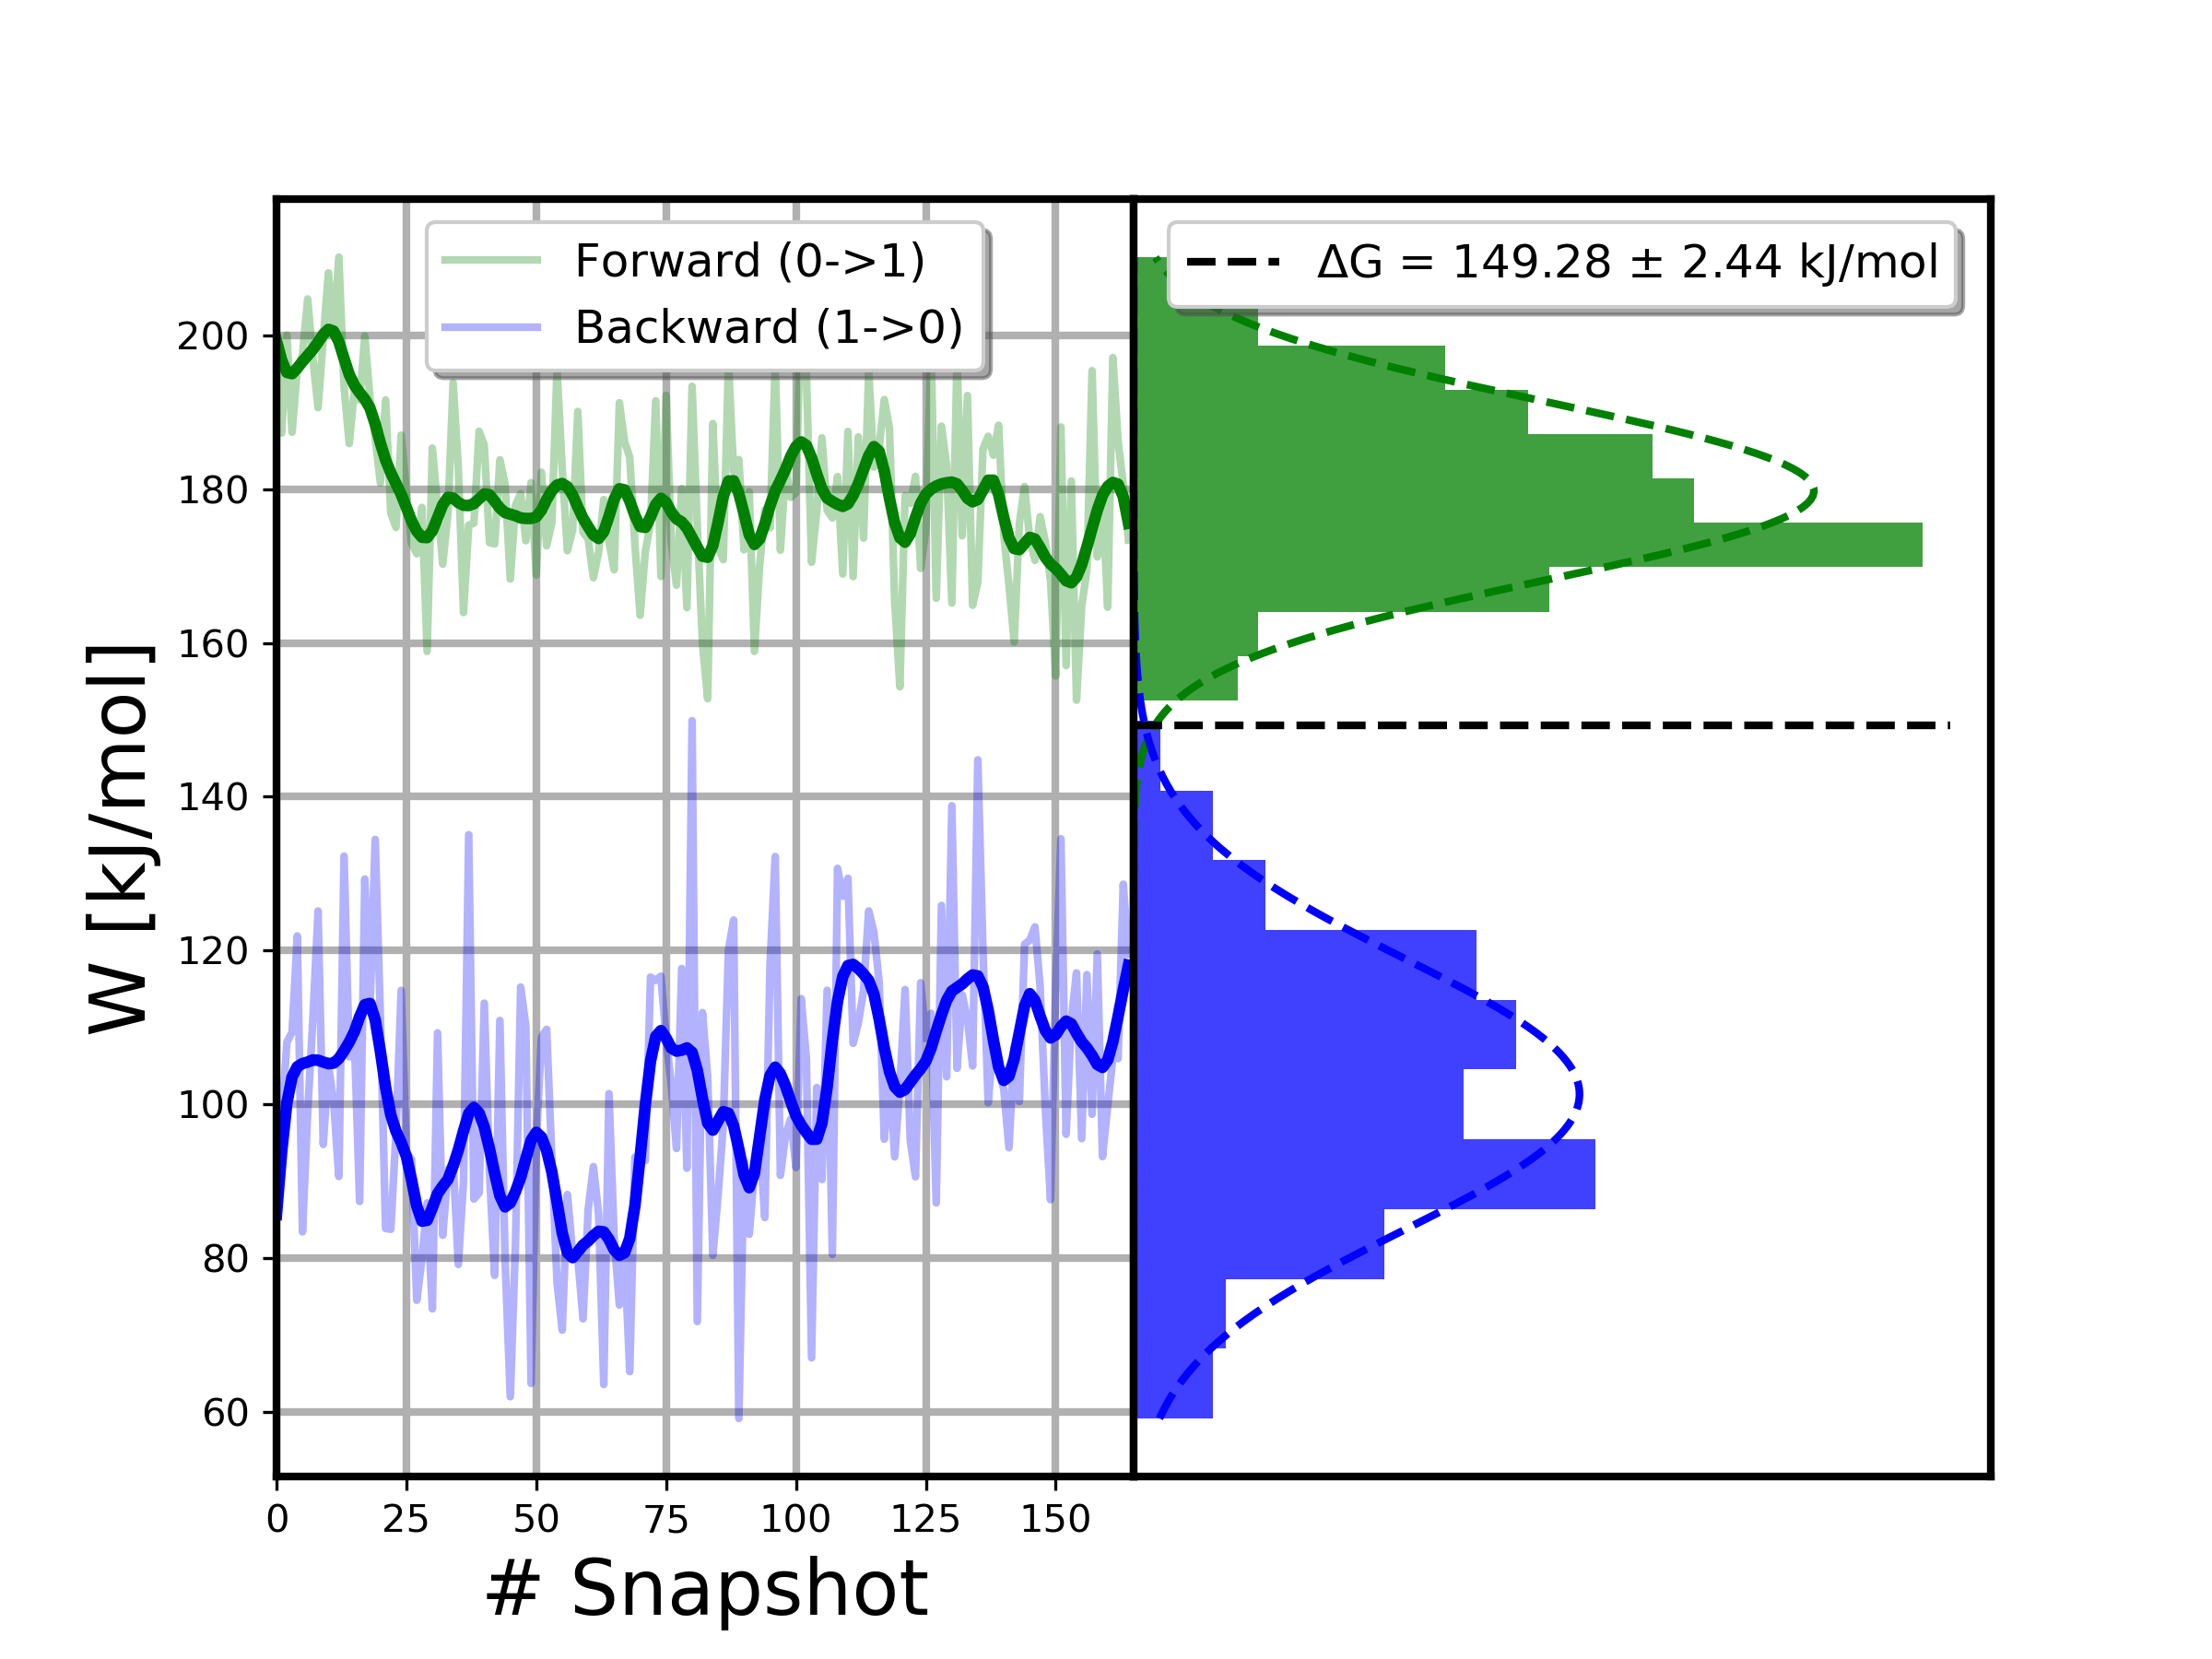 Forward (0->1)
Backward (1->0)
ΔG = 149.28 ± 2.44 kJ/mol
W [kJ/mol]
200
180
160
140
120
100
80
60
0 25 50 75 100 125 150
# Snapshot